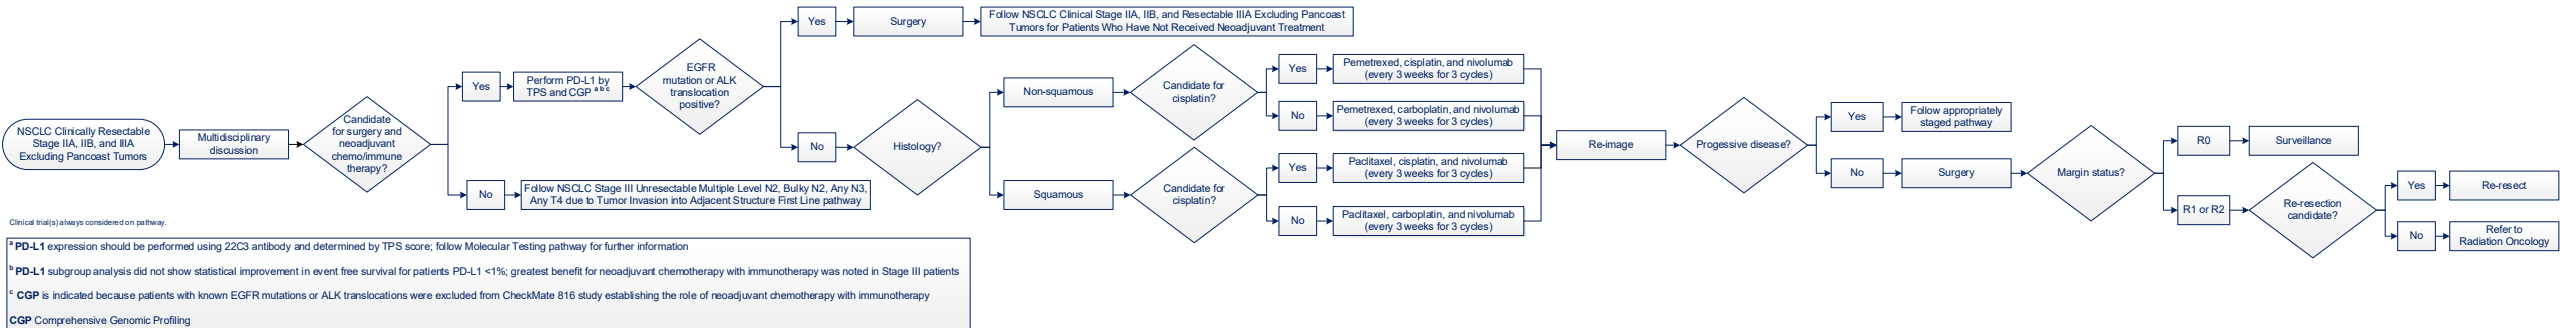 NSCLC Clinically Resectable
Stage IIA, IIB, and IIIA
Excluding Pancoast Tumors
Multidisciplinary
discussion
Candidate
for surgery and
neoadjuvant
chemo/immune
therapy?
Yes
Perform PD-L1 by
TPS and CGP a b c
EGFR
mutation or ALK
translocation
positive?
Yes
Surgery
Follow NSCLC Clinical Stage IIA, IIB, and Resectable IIIA Excluding Pancoast
Tumors for Patients Who Have Not Received Neoadjuvant Treatment
No
Histology?
Non-squamous
Candidate for
cisplatin?
Yes
Pemetrexed, cisplatin, and nivolumab
(every 3 weeks for 3 cycles)
No
Pemetrexed, carboplatin, and nivolumab
(every 3 weeks for 3 cycles)
Squamous
Candidate for
cisplatin?
Yes
Paclitaxel, cisplatin, and nivolumab
(every 3 weeks for 3 cycles)
No
Paclitaxel, carboplatin, and nivolumab
(every 3 weeks for 3 cycles)
Re-image
Progressive disease?
Yes
Follow appropriately
staged pathway
No
Surgery
Margin status?
R0
Surveillance
R1 or R2
Re-resection
candidate?
Yes
Re-resect
No
Refer to
Radiation Oncology
No
Follow NSCLC Stage III Unresectable Multiple Level N2, Bulky N2, Any N3,
Any T4 due to Tumor Invasion into Adjacent Structure First Line pathway
Clinical trial(s) always considered on pathway.
a PD-L1 expression should be performed using 22C3 antibody and determined by TPS score; follow Molecular Testing pathway for further information
b PD-L1 subgroup analysis did not show statistical improvement in event free survival for patients PD-L1 <1%; greatest benefit for neoadjuvant chemotherapy with immunotherapy was noted in Stage III patients
c CGP is indicated because patients with known EGFR mutations or ALK translocations were excluded from CheckMate 816 study establishing the role of neoadjuvant chemotherapy with immunotherapy
CGP Comprehensive Genomic Profiling